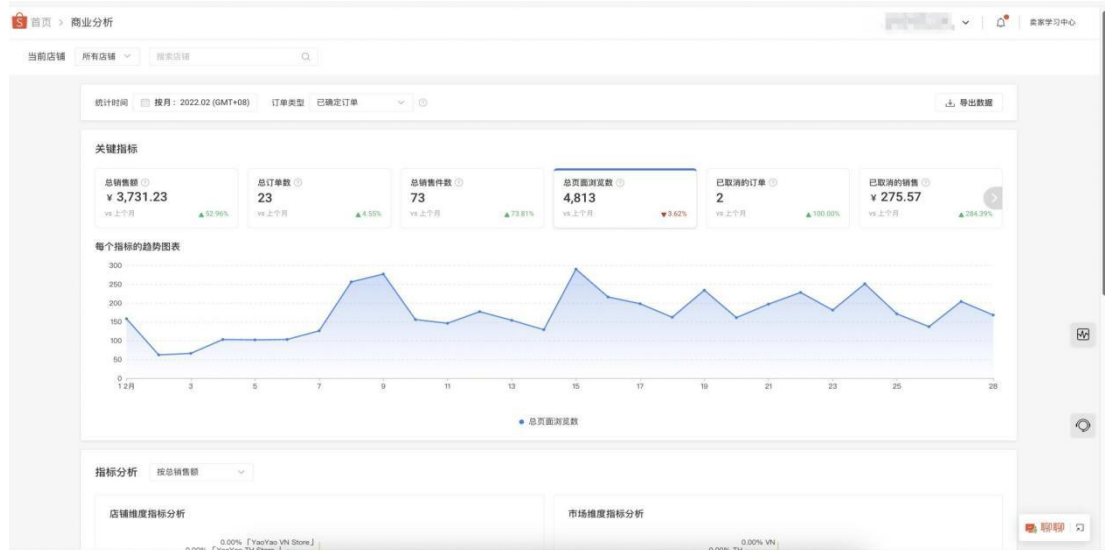 首页 > 商业分析
卖家学习中心
当前店铺 所有店铺 搜索店铺
统计时间 按月: 2022.02 (GMT+08) 订单类型 已确定订单 导出数据
关键指标
总销售额
¥ 3,731.23
vs 上个月 ▲52.96%
总订单数
23
vs 上个月 ▲4.55%
总销售件数
73
vs 上个月 ▲73.81%
总页面浏览数
4,813
vs 上个月 ▼3.62%
已取消的订单
2
vs 上个月 ▲100.00%
已取消的销售
¥ 275.57
vs 上个月 ▲284.39%
每个指标的趋势图表
300
250
200
150
100
50
0
1 2月 3 5 7 9 11 13 15 17 19 21 23 25 28
总页面浏览数
指标分析 按总销售额
店铺维度指标分析
0.00% 「YaoYao VN Store」
市场维度指标分析
0.00% VN
聊聊